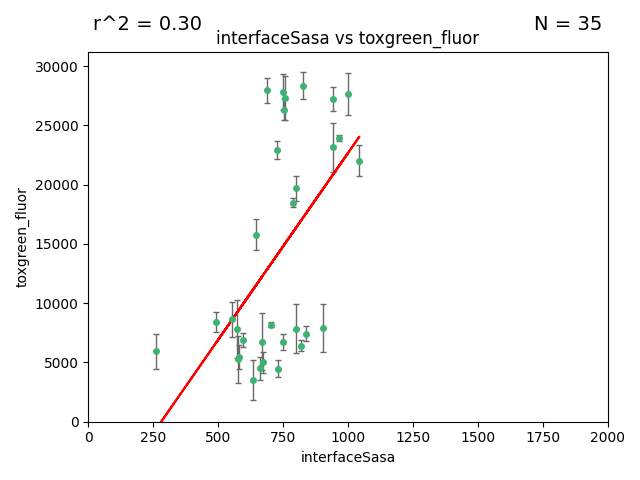 r^2 = 0.30
N = 35
interfaceSasa vs toxgreen_fluor
toxgreen_fluor
30000
25000
20000
15000
10000
5000
0
0 250 500 750 1000 1250 1500 1750 2000
interfaceSasa